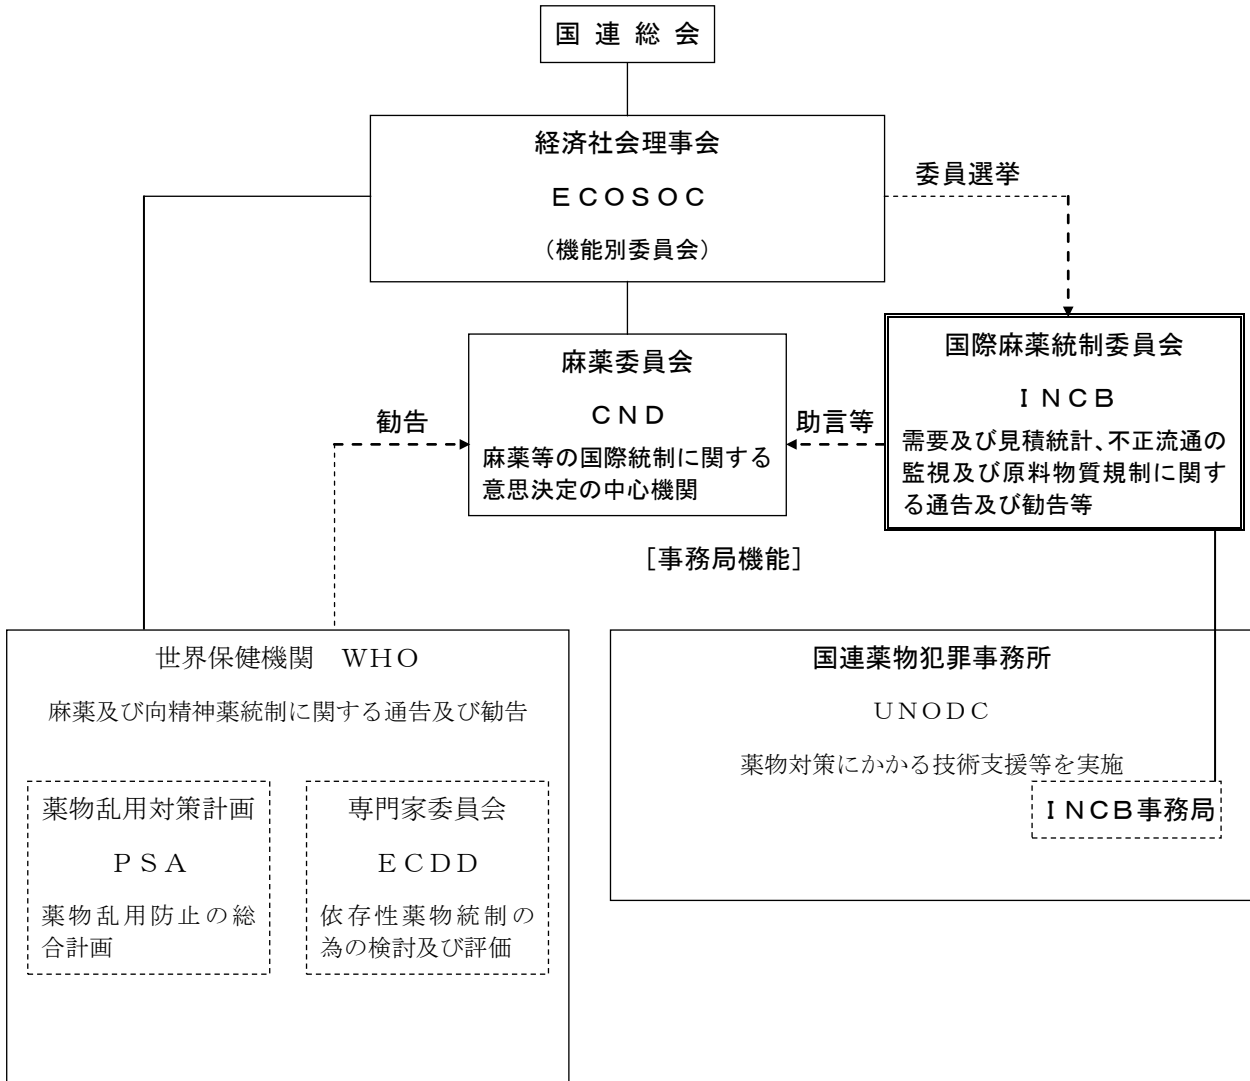 国 連 総 会
経済社会理事会
ＥＣＯＳＯＣ
（機能別委員会）
委員選挙
麻薬委員会
ＣＮＤ
麻薬等の国際統制に関する
意思決定の中心機関
勧告
助言等
国際麻薬統制委員会
ＩＮＣＢ
需要及び見積統計、不正流通の
監視及び原料物質規制に関す
る通告及び勧告等
［事務局機能］
世界保健機関　ＷＨＯ
麻薬及び向精神薬統制に関する通告及び勧告
薬物乱用対策計画
ＰＳＡ
薬物乱用防止の総
合計画
専門家委員会
ＥＣＤＤ
依存性薬物統制の
為の検討及び評価
国連薬物犯罪事務所
ＵＮＯＤＣ
薬物対策にかかる技術支援等を実施
ＩＮＣＢ事務局